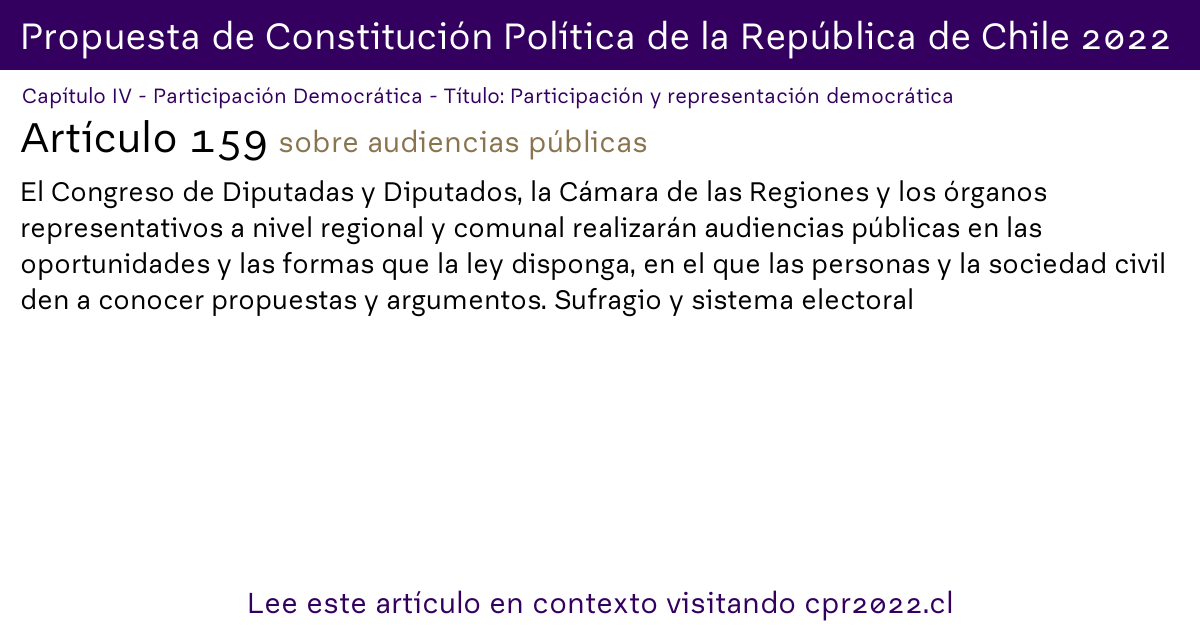 Propuesta de Constitución Política de la República de Chile 2022
Capítulo IV - Participación Democrática - Título: Participación y representación democrática
Artículo 159 sobre audiencias públicas
El Congreso de Diputadas y Diputados, la Cámara de las Regiones y los órganos
representativos a nivel regional y comunal realizarán audiencias públicas en las
oportunidades y las formas que la ley disponga, en el que las personas y la sociedad civil
den a conocer propuestas y argumentos. Sufragio y sistema electoral
Lee este artículo en contexto visitando cpr2022.cl